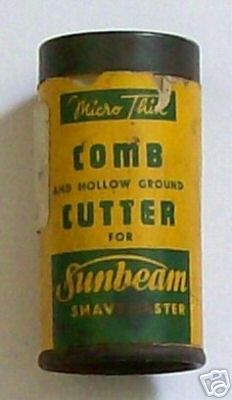 Micro Thin
COMB
AND HOLLOW GROUND
CUTTER
FOR
Sunbeam
SHAVEMASTER